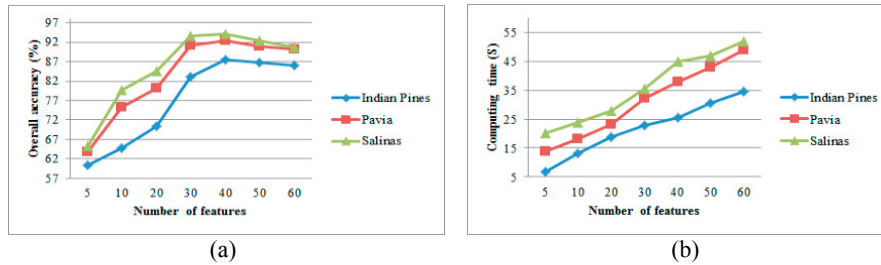 Overall accuracy (%)
97
92
87
82
77
72
67
62
57
5 10 20 30 40 50 60
Number of features
Indian Pines
Pavia
Salinas
(a)
Computing time (S)
55
45
35
25
15
5
5 10 20 30 40 50 60
Number of features
Indian Pines
Pavia
Salinas
(b)